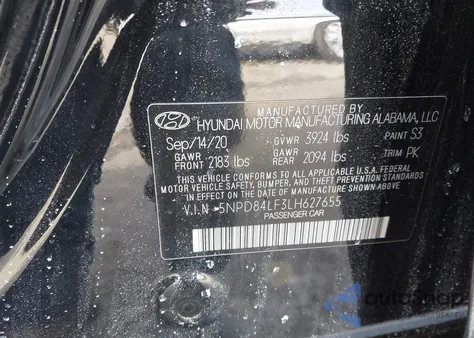 MANUFACTURED BY
HYUNDAI MOTOR MANUFACTURING ALABAMA, LLC
Sep/14/20 GVWR 3924 lbs PAINT S3
GAWR FRONT 2183 lbs GAWR REAR 2094 lbs TRIM PK
THIS VEHICLE CONFORMS TO ALL APPLICABLE U.S.A FEDERAL
MOTOR VEHICLE SAFETY, BUMPER, AND THEFT PREVENTION STANDARDS
IN EFFECT ON THE DATE OF MANUFACTURE SHOWN ABOVE.
V.I.N : 5NPD84LF3LH627655
PASSENGER CAR